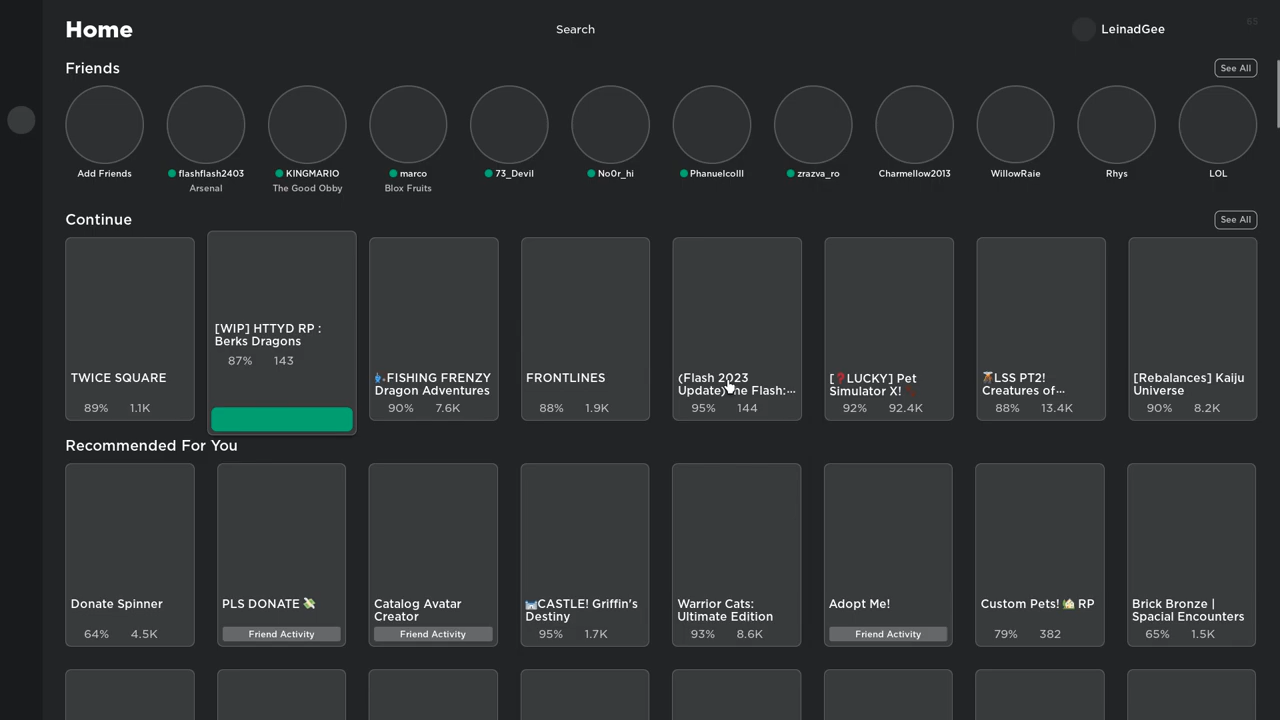 Home
Search
LeinadGee
65
Friends
See All
Add Friends
flashflash2403
KINGMARIO
marco
73_Devil
No0r_hi
Phanuelcolll
zrazva_ro
Charmellow2013
WillowRaie
Rhys
LOL
Arsenal
The Good Obby
Blox Fruits
Continue
See All
TWICE SQUARE
89% 1.1K
[WIP] HTTYD RP :
Berks Dragons
87% 143
FISHING FRENZY
Dragon Adventures
90% 7.6K
FRONTLINES
88% 1.9K
(Flash 2023
Update) he Flash:...
95% 144
[❓LUCKY] Pet
Simulator X!
92% 92.4K
LSS PT2!
Creatures of...
88% 13.4K
[Rebalances] Kaiju
Universe
90% 8.2K
Recommended For You
Donate Spinner
64% 4.5K
PLS DONATE 💸
Friend Activity
Catalog Avatar
Creator
Friend Activity
🏰CASTLE! Griffin's
Destiny
95% 1.7K
Warrior Cats:
Ultimate Edition
93% 8.6K
Adopt Me!
Friend Activity
Custom Pets! 🏡 RP
79% 382
Brick Bronze |
Spacial Encounters
65% 1.5K